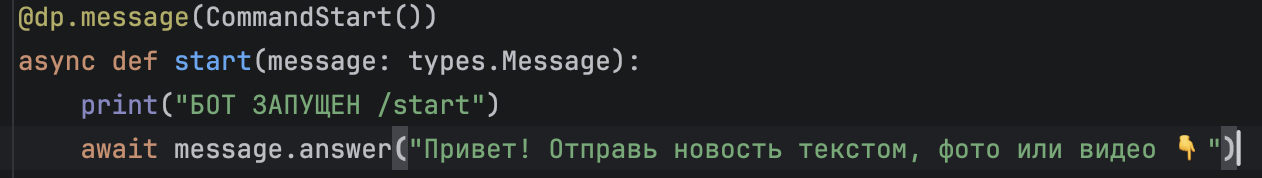 @dp.message(CommandStart())
async def start(message: types.Message):
    print("БОТ ЗАПУЩЕН /start")
    await message.answer("Привет! Отправь новость текстом, фото или видео 👇")